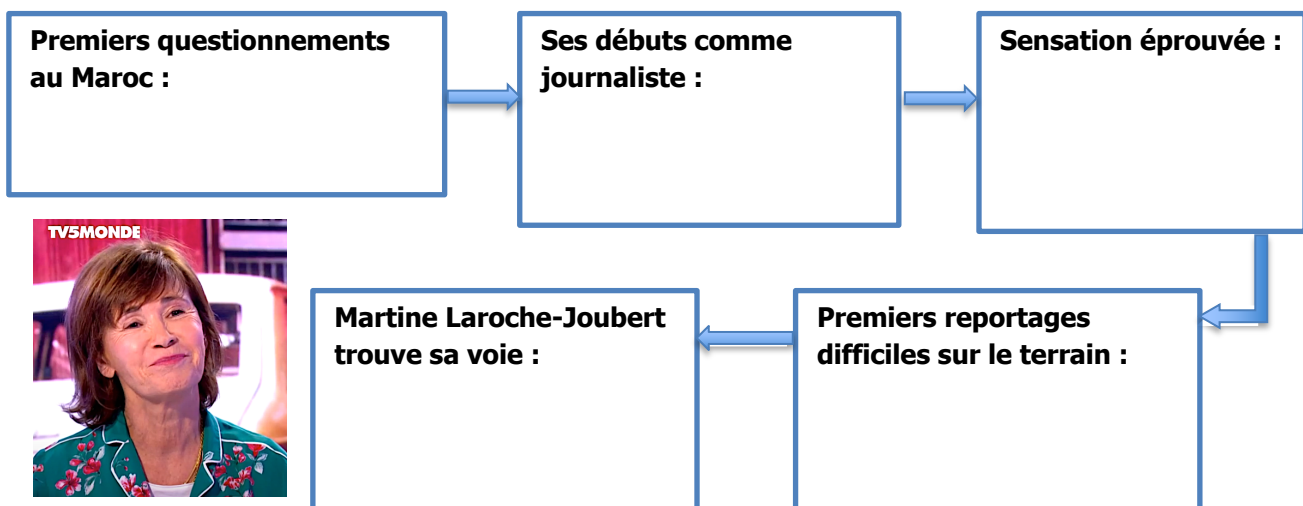 Premiers questionnements
au Maroc :
Ses débuts comme
journaliste :
Sensation éprouvée :
TV5MONDE
Martine Laroche-Joubert
trouve sa voie :
Premiers reportages
difficiles sur le terrain :